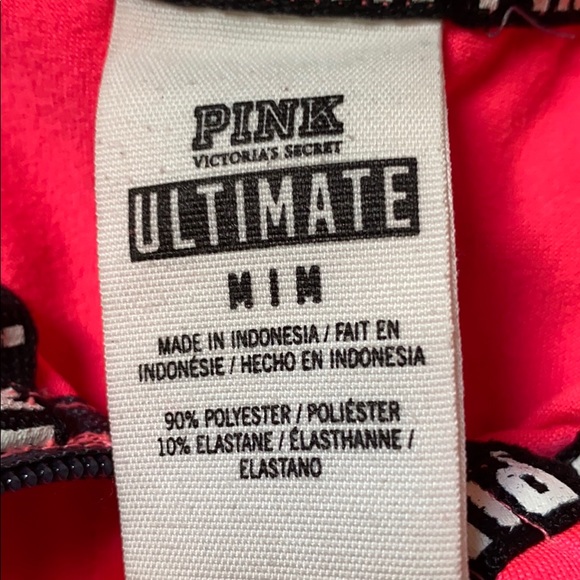 PINK
VICTORIA'S SECRET
ULTIMATE
M I M
MADE IN INDONESIA / FAIT EN
INDONÉSIE / HECHO EN INDONESIA
90% POLYESTER / POLIÉSTER
10% ELASTANE / ÉLASTHANNE /
ELASTANO